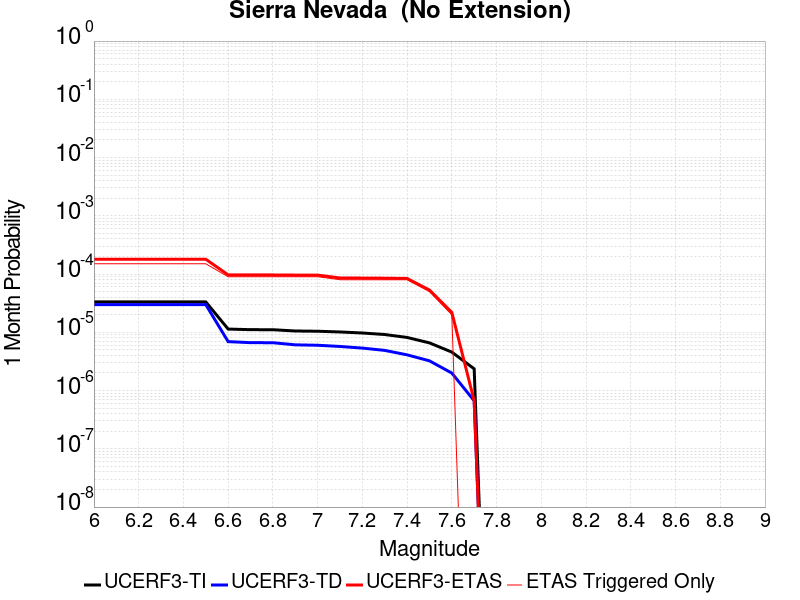 Sierra Nevada  (No Extension)
10^0
10^-1
10^-2
10^-3
10^-4
10^-5
10^-6
10^-7
10^-8
1 Month Probability
6 6.2 6.4 6.6 6.8 7 7.2 7.4 7.6 7.8 8 8.2 8.4 8.6 8.8 9
Magnitude
UCERF3-TI UCERF3-TD UCERF3-ETAS ETAS Triggered Only